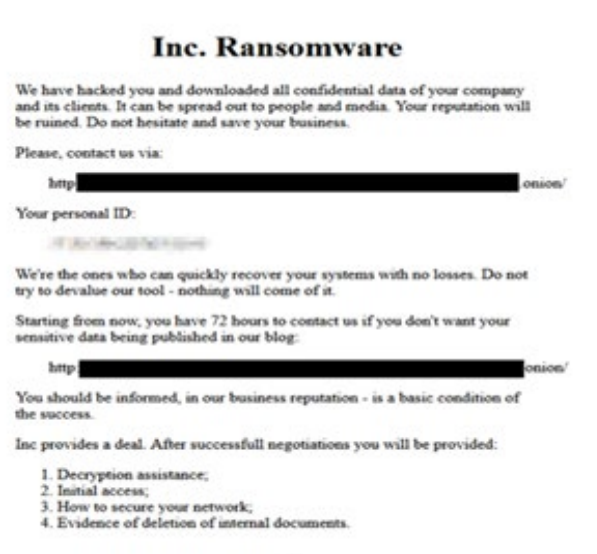 Inc. Ransomware
We have hacked you and downloaded all confidential data of your company
and its clients. It can be spread out to people and media. Your reputation will
be ruined. Do not hesitate and save your business.
Please, contact us via:
http
.onion/
Your personal ID:
We're the ones who can quickly recover your systems with no losses. Do not
try to devalue our tool - nothing will come of it.
Starting from now, you have 72 hours to contact us if you don't want your
sensitive data being published in our blog:
http
onion/
You should be informed, in our business reputation - is a basic condition of
the success.
Inc provides a deal. After successfull negotiations you will be provided:
1. Decryption assistance;
2. Initial access;
3. How to secure your network;
4. Evidence of deletion of internal documents.